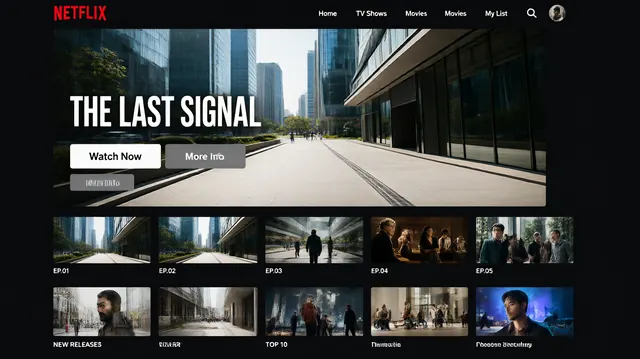 NETFLIX
Home TV Shows Movies Movies My List
THE LAST SIGNAL
Watch Now More Info
EP.01 EP.02 EP.03 EP.04 EP.05
NEW RELEASES TOP 10